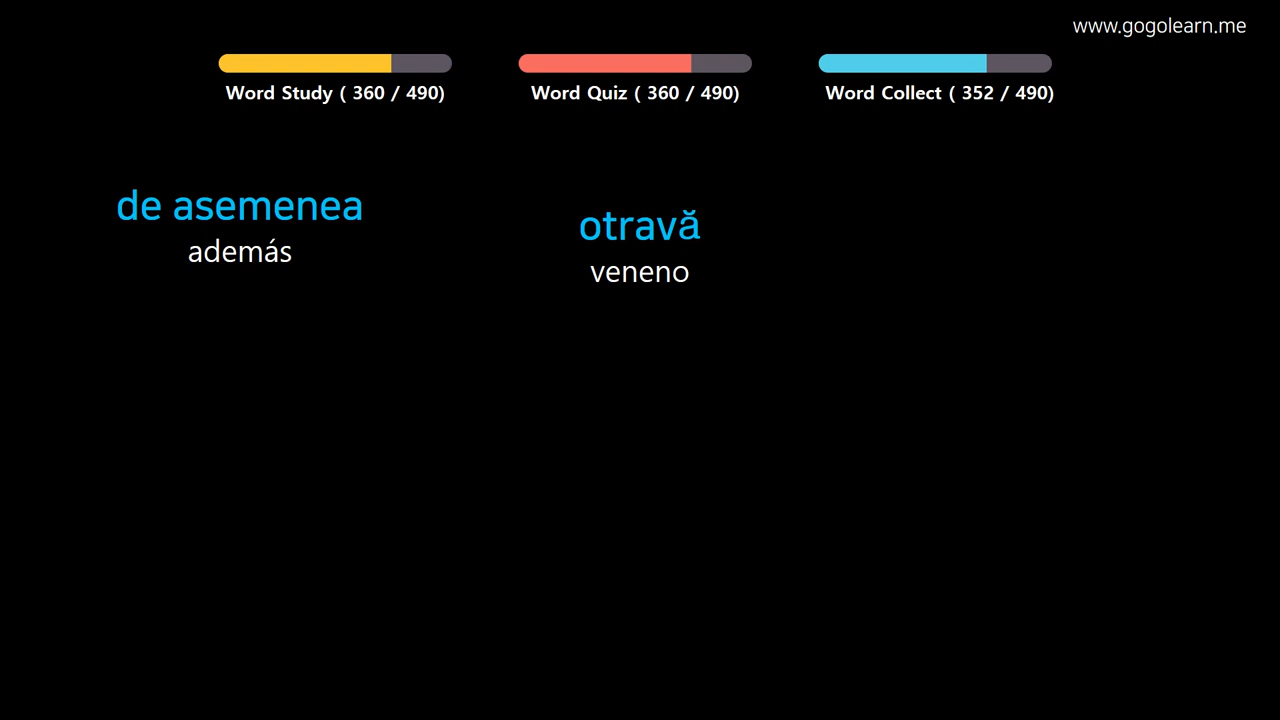 www.gogolearn.me
Word Study ( 360 / 490)
Word Quiz ( 360 / 490)
Word Collect ( 352 / 490)
de asemenea
además
otravă
veneno